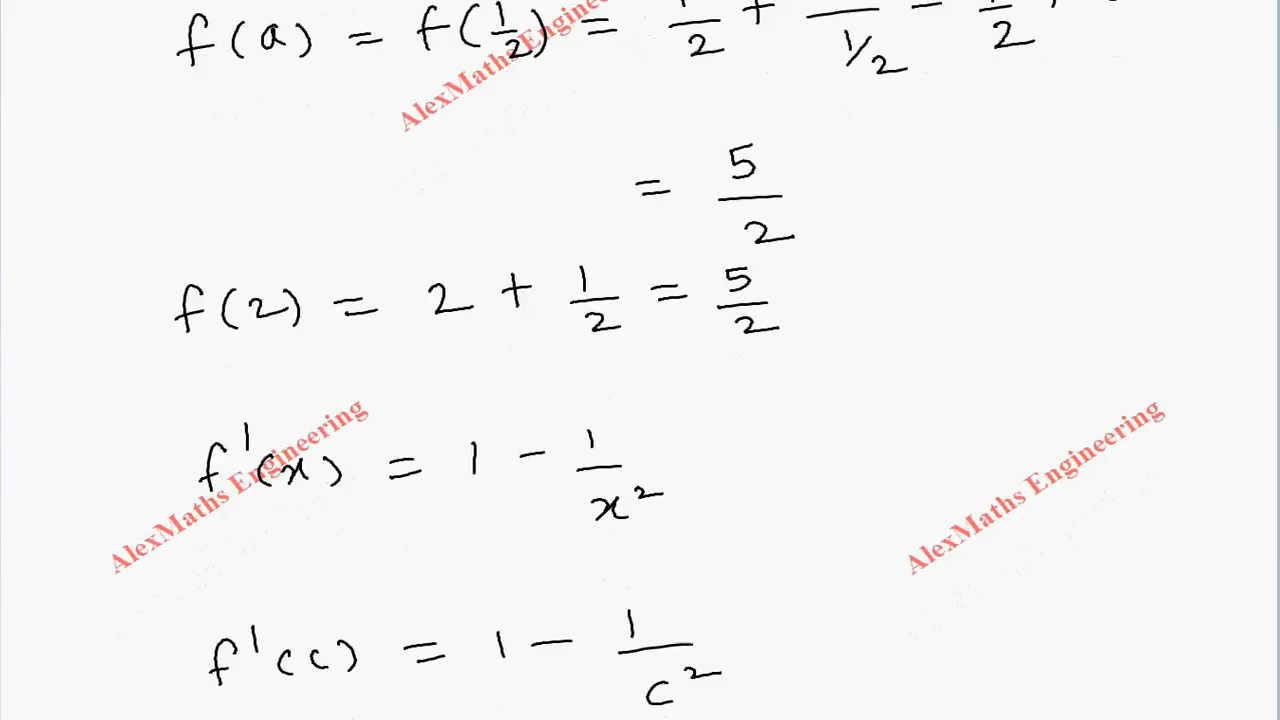 f(a) = f(1/2) = 1/2 + 1/(1/2) = 1/2 +
= 5/2
f(2) = 2 + 1/2 = 5/2
f'(x) = 1 - 1/x²
f'(c) = 1 - 1/c²
AlexMaths Engineering
AlexMaths Engineering
AlexMaths Engineering